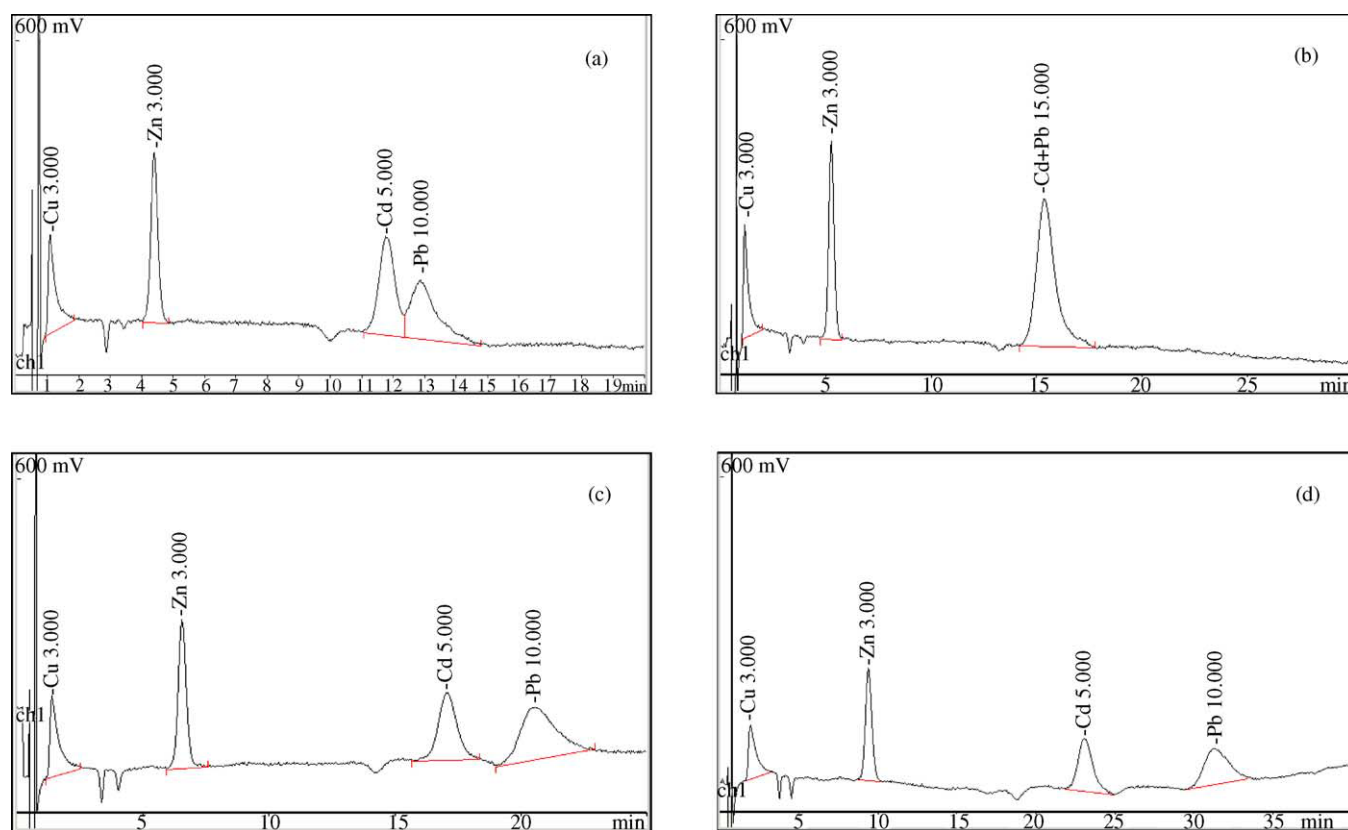 600 mV
(a)
Cu 3.000
Zn 3.000
Cd 5.000
Pb 10.000
ch1
1 2 3 4 5 6 7 8 9 10 11 12 13 14 15 16 17 18 19min
600 mV
(b)
Cu 3.000
Zn 3.000
Cd+Pb 15.000
ch1
5 10 15 20 25 min
600 mV
(c)
Cu 3.000
Zn 3.000
Cd 5.000
Pb 10.000
ch1
5 10 15 20 min
600 mV
(d)
Cu 3.000
Zn 3.000
Cd 5.000
Pb 10.000
ch1
5 10 15 20 25 30 35 min